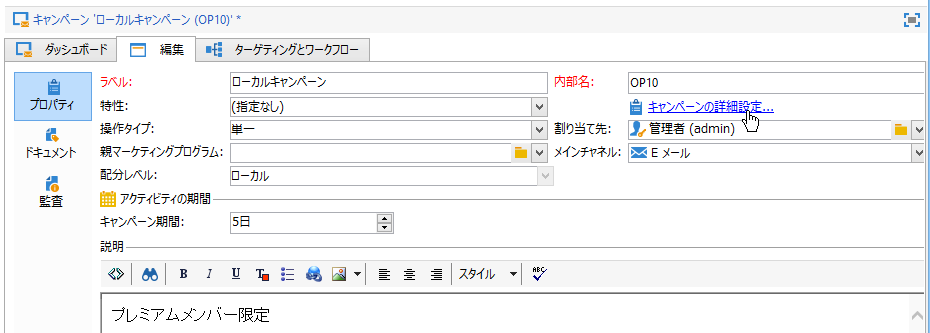 キャンペーン 'ローカルキャンペーン (OP10)' *
ダッシュボード 編集 ターゲティングとワークフロー
プロパティ
ドキュメント
監査
ラベル: ローカルキャンペーン 内部名: OP10
特性: (指定なし) キャンペーンの詳細設定...
操作タイプ: 単一 割り当て先: 管理者 (admin)
親マーケティングプログラム: メインチャネル: E メール
配分レベル: ローカル
アクティビティの期間
キャンペーン期間: 5日
説明
B I U T スタイル ABC
プレミアムメンバー限定